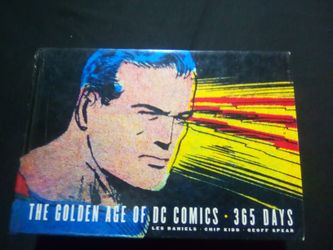 THE GOLDEN AGE OF DC COMICS · 365 DAYS
LES DANIELS · CHIP KIDD · GEOFF SPEAR